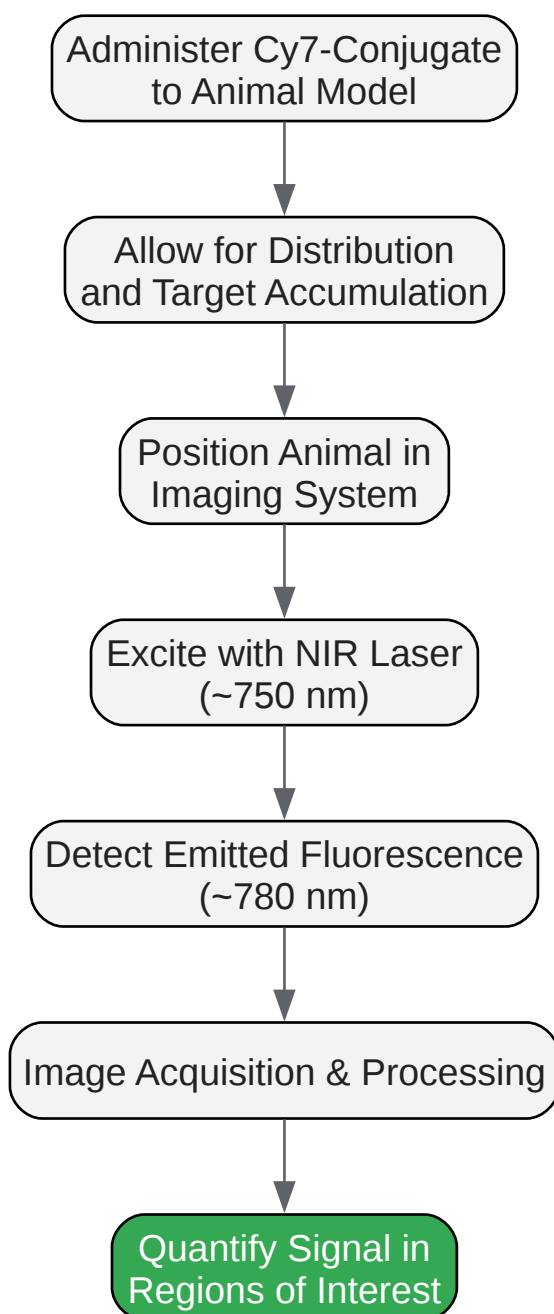 Administer Cy7-Conjugate
to Animal Model
Allow for Distribution
and Target Accumulation
Position Animal in
Imaging System
Excite with NIR Laser
(~750 nm)
Detect Emitted Fluorescence
(~780 nm)
Image Acquisition & Processing
Quantify Signal in
Regions of Interest